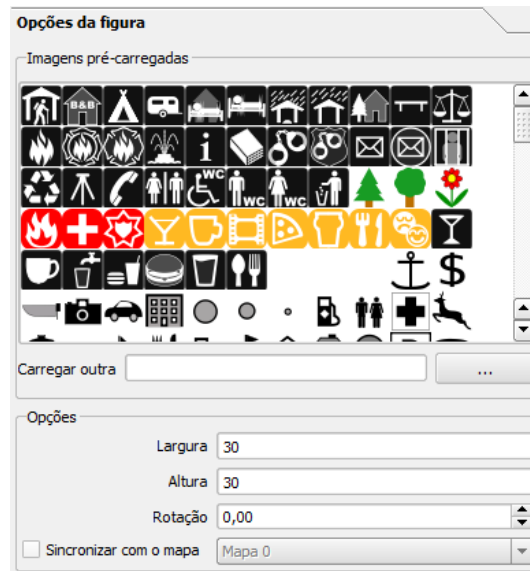 Opções da figura
Imagens pré-carregadas
B&B
i
WC
WC
WC
$
Carregar outra
...
Opções
Largura 30
Altura 30
Rotação 0,00
Sincronizar com o mapa Mapa 0